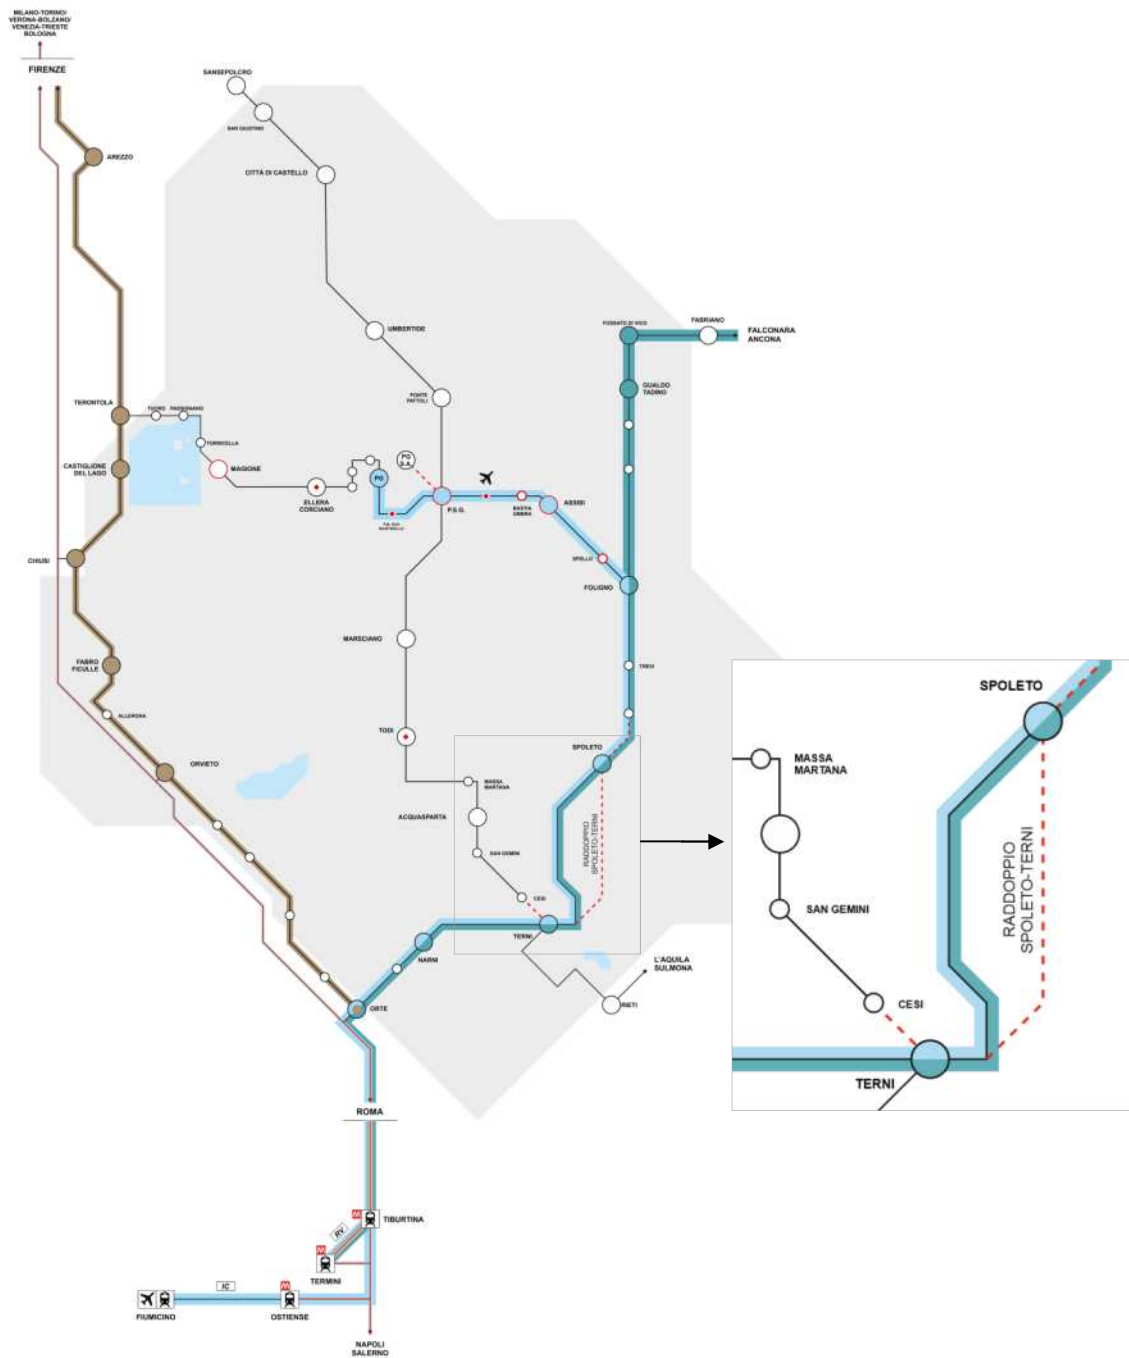 MILANO-TORINO/
VERONA-BOLZANO/
VENEZIA-TRIESTE
BOLOGNA
FIRENZE
SANSEPOLCRO
SAN GIUSTINO
AREZZO
CITTÀ DI CASTELLO
UMBERTIDE
FOSSATO DI VICO
FABRIANO
FALCONARA
ANCONA
GUALDO
TADINO
PONTE
PATTOLI
TERONTOLA
TUORO
PASSIGNANO
TORRICELLA
MAGIONE
CASTIGLIONE
DEL LAGO
ELLERA
CORCIANO
PG
PG
S.A.
P.S.G.
BASTIA
UMBRA
ASSISI
SPELLO
FOLIGNO
CHIUSI
MARSCIANO
FABRO
FICULLE
TREVI
ALLERONA
TODI
SPOLETO
ORVIETO
MASSA
MARTANA
ACQUASPARTA
SAN GEMINI
RADDOPPIO
SPOLETO-TERNI
CESI
TERNI
NARNI
L'AQUILA
SULMONA
RIETI
ORTE
ROMA
M
TIBURTINA
RV
M
TERMINI
IC
M
FIUMICINO
OSTIENSE
NAPOLI
SALERNO
SPOLETO
MASSA
MARTANA
RADDOPPIO
SPOLETO-TERNI
SAN GEMINI
CESI
TERNI